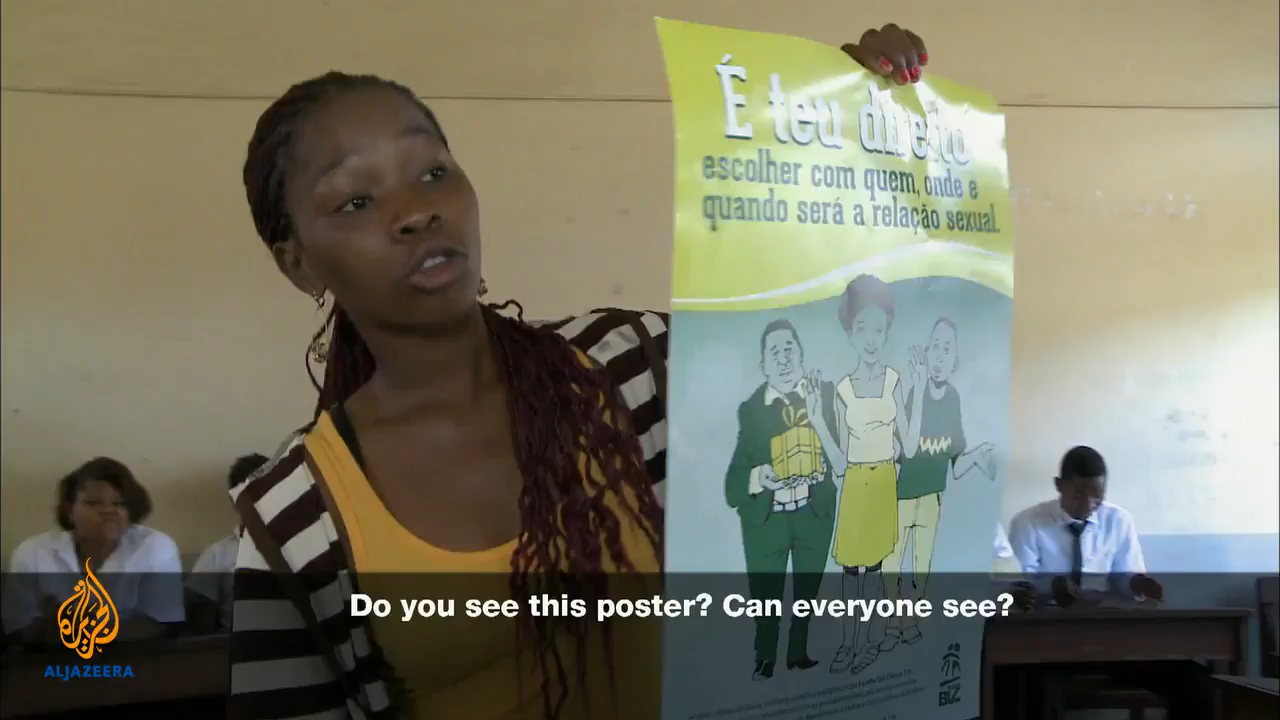 É teu direito
escolher com quem, onde e
quando será a relação sexual.
Do you see this poster? Can everyone see?
ALJAZEERA
الجزيرة